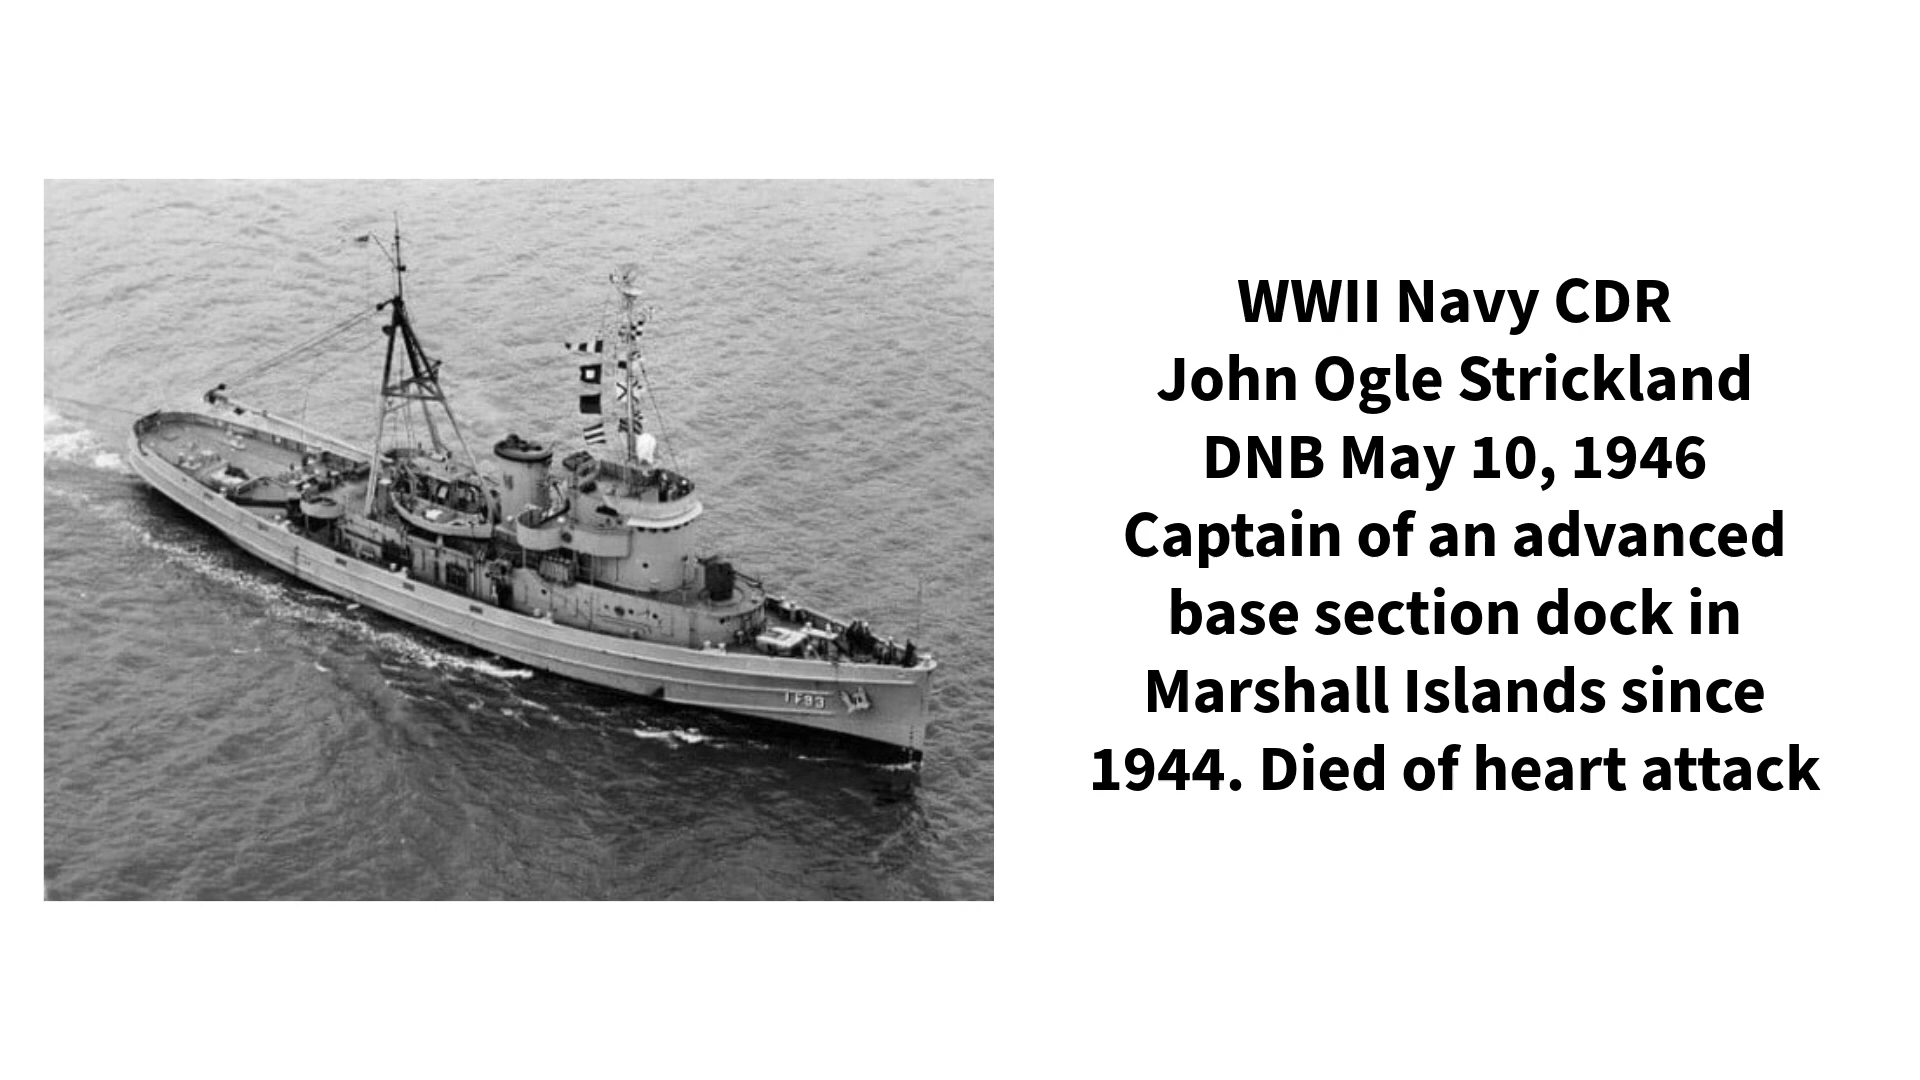 WWII Navy CDR
John Ogle Strickland
DNB May 10, 1946
Captain of an advanced
base section dock in
Marshall Islands since
1944. Died of heart attack